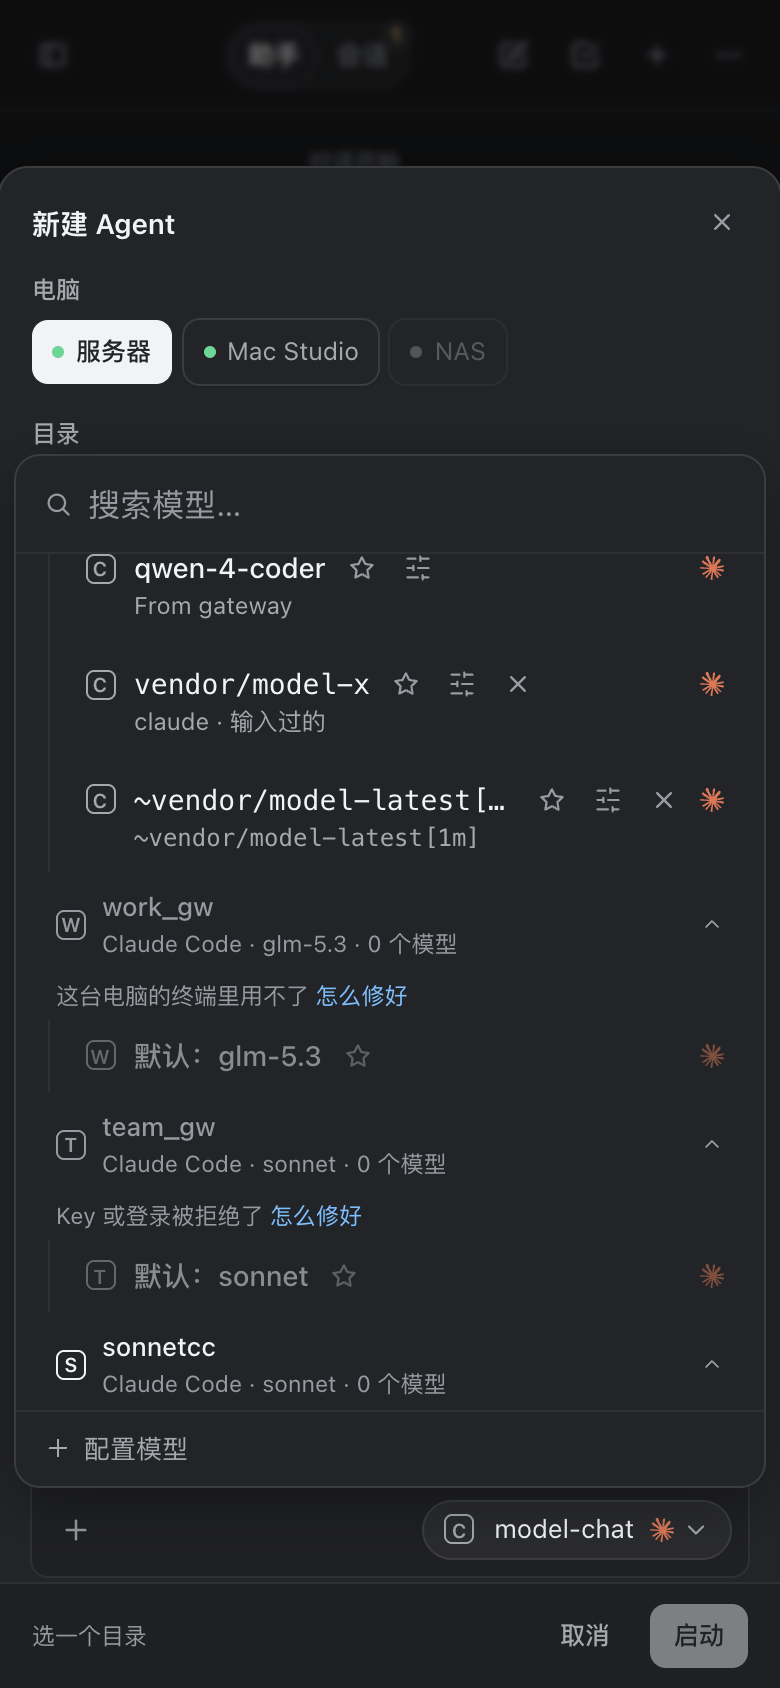 助手 会话
新建 Agent
电脑
服务器 Mac Studio NAS
目录
搜索模型...
C qwen-4-coder
From gateway
C vendor/model-x
claude · 输入过的
C ~vendor/model-latest[…
~vendor/model-latest[1m]
W work_gw
Claude Code · glm-5.3 · 0 个模型
这台电脑的终端里用不了 怎么修好
W 默认：glm-5.3
T team_gw
Claude Code · sonnet · 0 个模型
Key 或登录被拒绝了 怎么修好
T 默认：sonnet
S sonnetcc
Claude Code · sonnet · 0 个模型
配置模型
C model-chat
选一个目录 取消 启动